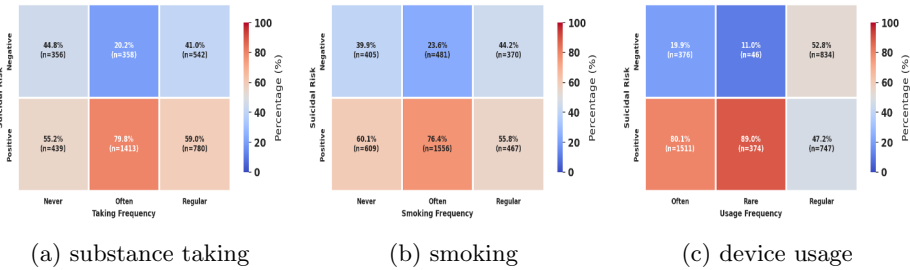 Suicidal Risk
Negative
Positive
44.8%
(n=356)
20.2%
(n=358)
41.0%
(n=542)
55.2%
(n=439)
79.8%
(n=1413)
59.0%
(n=780)
Never Often Regular
Taking Frequency
100
80
60
40
20
0
Percentage (%)
(a) substance taking
Suicidal Risk
Negative
Positive
39.9%
(n=405)
23.6%
(n=481)
44.2%
(n=370)
60.1%
(n=609)
76.4%
(n=1556)
55.8%
(n=467)
Never Often Regular
Smoking Frequency
100
80
60
40
20
0
Percentage (%)
(b) smoking
Suicidal Risk
Negative
Positive
19.9%
(n=376)
11.0%
(n=46)
52.8%
(n=834)
80.1%
(n=1511)
89.0%
(n=374)
47.2%
(n=747)
Often Rare Regular
Usage Frequency
100
80
60
40
20
0
Percentage (%)
(c) device usage